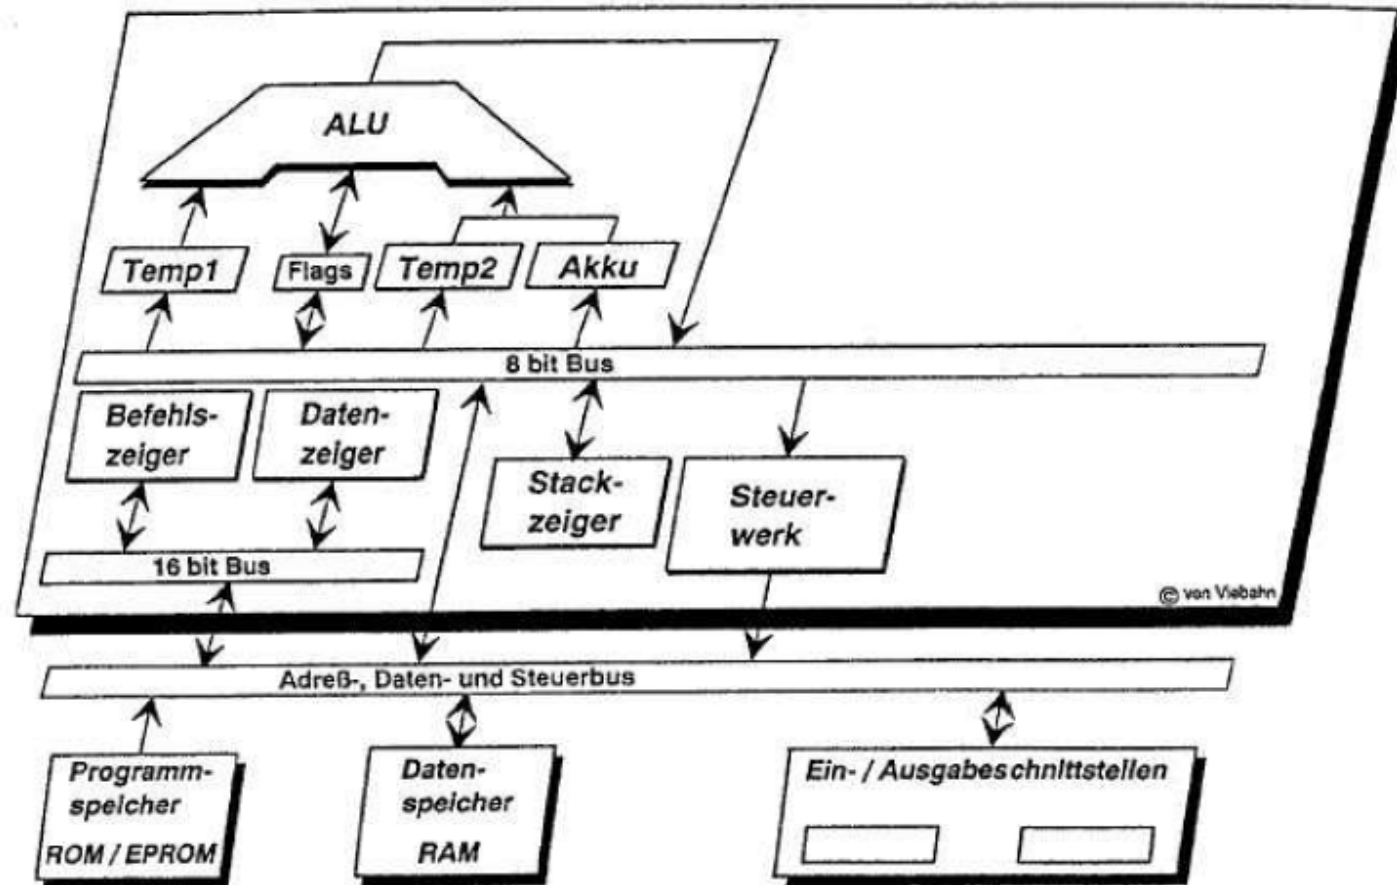 ALU
Temp1
Flags
Temp2
Akku
8 bit Bus
Befehls-
zeiger
Daten-
zeiger
Stack-
zeiger
Steuer-
werk
16 bit Bus
© von Viebahn
Adreß-, Daten- und Steuerbus
Programm-
speicher
ROM / EPROM
Daten-
speicher
RAM
Ein- / Ausgabeschnittstellen